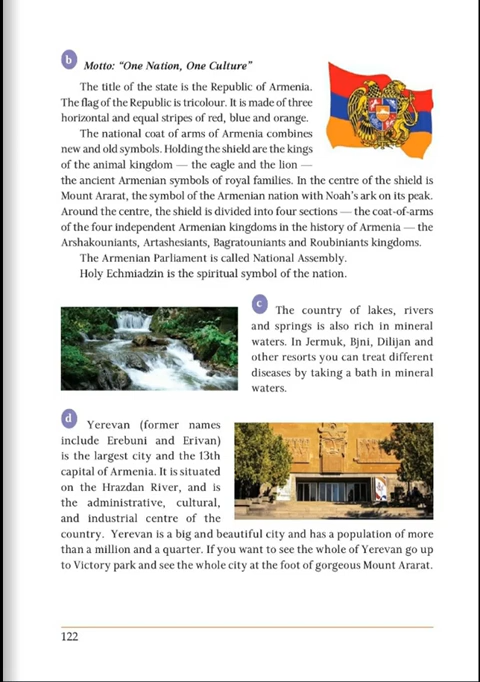 b
Motto: “One Nation, One Culture”
The title of the state is the Republic of Armenia.
The flag of the Republic is tricolour. It is made of three
horizontal and equal stripes of red, blue and orange.
The national coat of arms of Armenia combines
new and old symbols. Holding the shield are the kings
of the animal kingdom — the eagle and the lion —
the ancient Armenian symbols of royal families. In the centre of the shield is
Mount Ararat, the symbol of the Armenian nation with Noah’s ark on its peak.
Around the centre, the shield is divided into four sections — the coat-of-arms
of the four independent Armenian kingdoms in the history of Armenia — the
Arshakouniants, Artashesiants, Bagratouniants and Roubiniants kingdoms.
The Armenian Parliament is called National Assembly.
Holy Echmiadzin is the spiritual symbol of the nation.
c
The country of lakes, rivers
and springs is also rich in mineral
waters. In Jermuk, Bjni, Dilijan and
other resorts you can treat different
diseases by taking a bath in mineral
waters.
d
Yerevan (former names
include Erebuni and Erivan)
is the largest city and the 13th
capital of Armenia. It is situated
on the Hrazdan River, and is
the administrative, cultural,
and industrial centre of the
country. Yerevan is a big and beautiful city and has a population of more
than a million and a quarter. If you want to see the whole of Yerevan go up
to Victory park and see the whole city at the foot of gorgeous Mount Ararat.
122